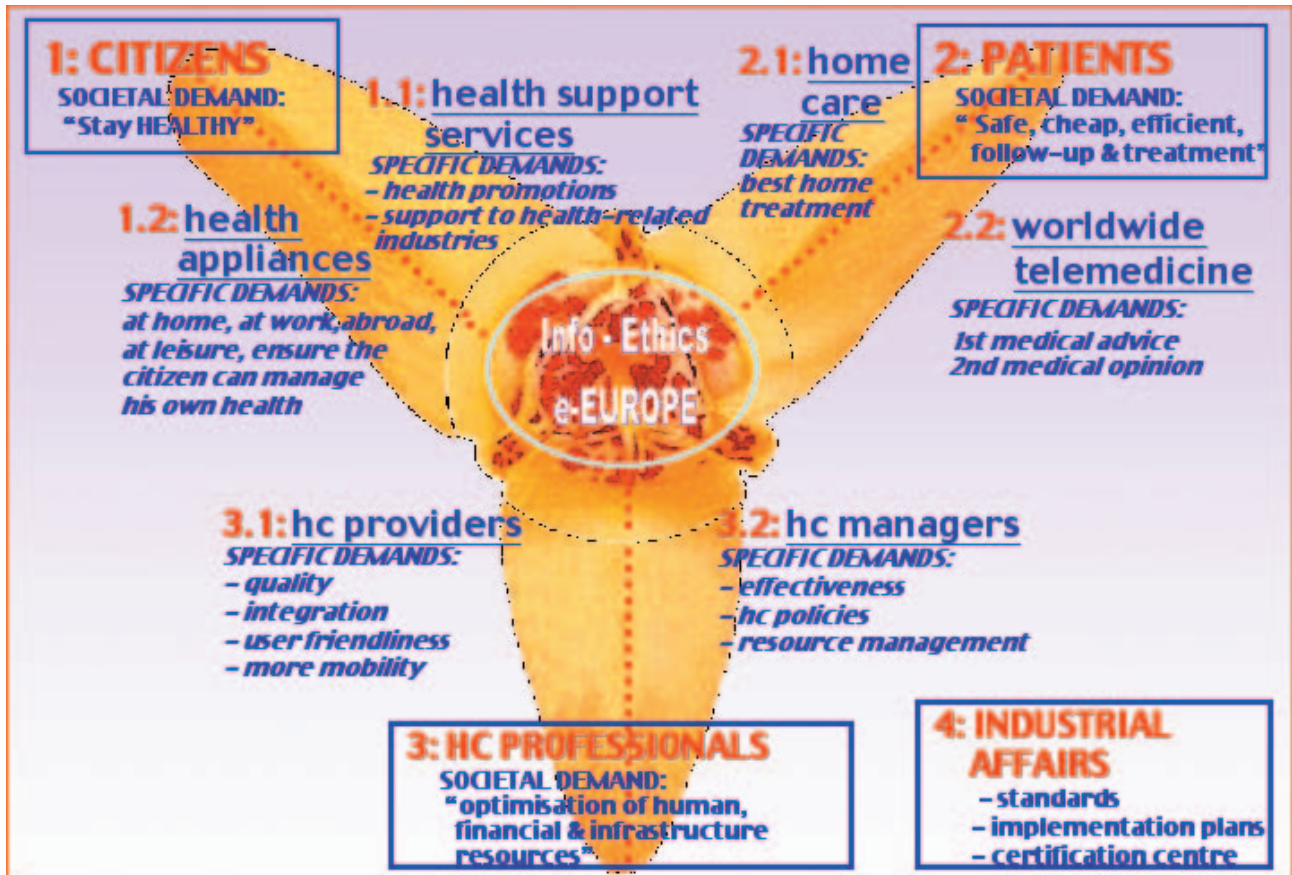 1: CITIZENS
SOCIETAL DEMAND:
“Stay HEALTHY”
1.1: health support
services
SPECIFIC DEMANDS:
– health promotions
– support to health-related
industries
1.2: health
appliances
SPECIFIC DEMANDS:
at home, at work,abroad,
at leisure, ensure the
citizen can manage
his own health
2.1: home
care
SPECIFIC
DEMANDS:
best home
treatment
2: PATIENTS
SOCIETAL DEMAND:
“ Safe, cheap, efficient,
follow-up & treatment”
2.2: worldwide
telemedicine
SPECIFIC DEMANDS:
1st medical advice
2nd medical opinion
Info - Ethics
e-EUROPE
3.1: hc providers
SPECIFIC DEMANDS:
– quality
– integration
– user friendliness
– more mobility
3.2: hc managers
SPECIFIC DEMANDS:
– effectiveness
– hc policies
– resource management
3: HC PROFESSIONALS
SOCIETAL DEMAND:
“optimisation of human,
financial & infrastructure
resources”
4: INDUSTRIAL
AFFAIRS
– standards
– implementation plans
– certification centre